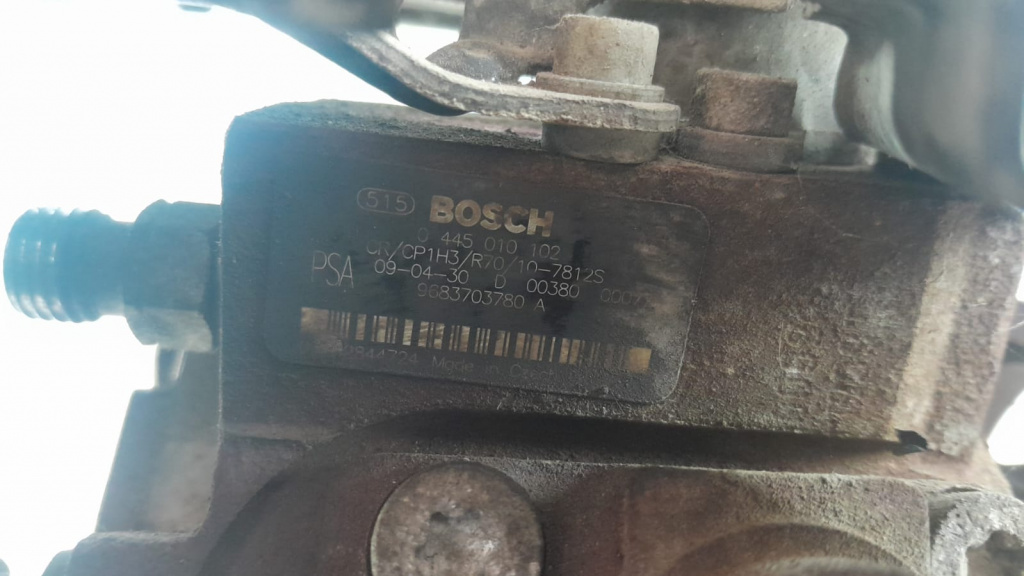 515 BOSCH
0 445 010 102
CR/CP1H3/R70/10-7812S
PSA 09-04-30 D 00380
9683703780 A
Made in